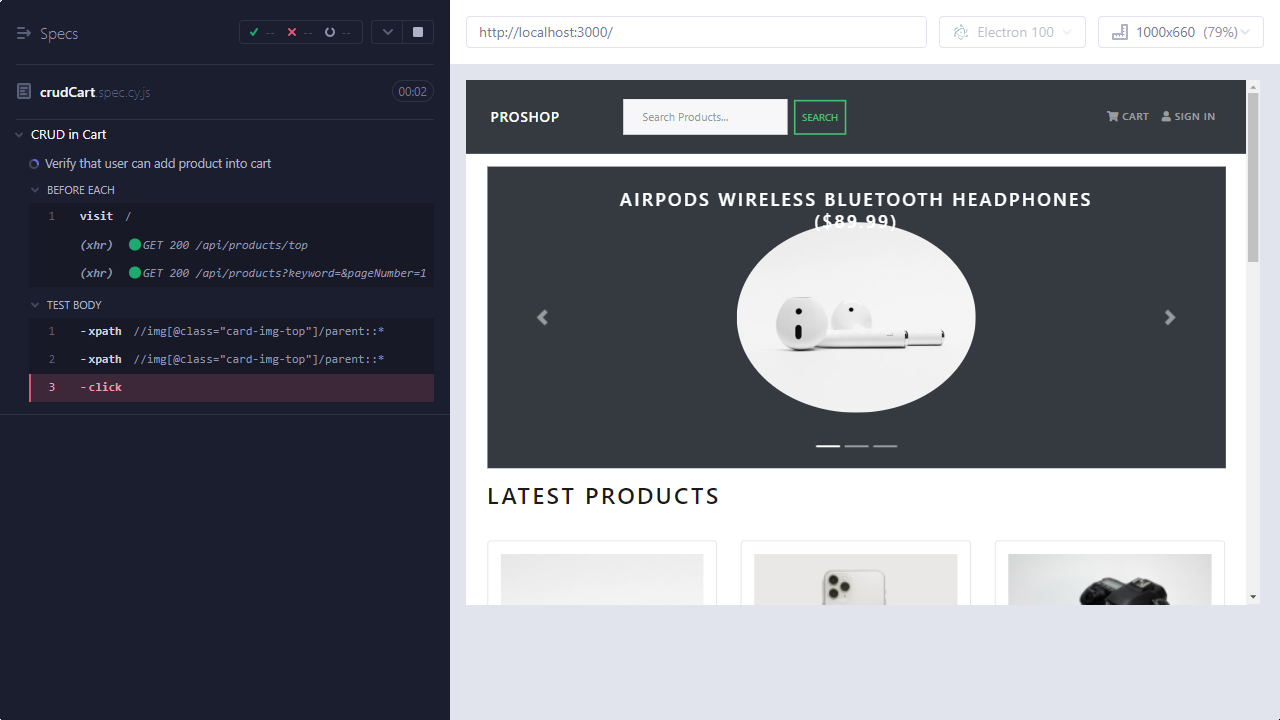 Specs
-- -- --
crudCart.spec.cy.js 00:02
CRUD in Cart
Verify that user can add product into cart
BEFORE EACH
1 visit /
(xhr) GET 200 /api/products/top
(xhr) GET 200 /api/products?keyword=&pageNumber=1
TEST BODY
1 -xpath //img[@class="card-img-top"]/parent::*
2 -xpath //img[@class="card-img-top"]/parent::*
3 -click
http://localhost:3000/
Electron 100
1000x660 (79%)
PROSHOP
Search Products...
SEARCH
CART
SIGN IN
AIRPODS WIRELESS BLUETOOTH HEADPHONES
($89.99)
LATEST PRODUCTS